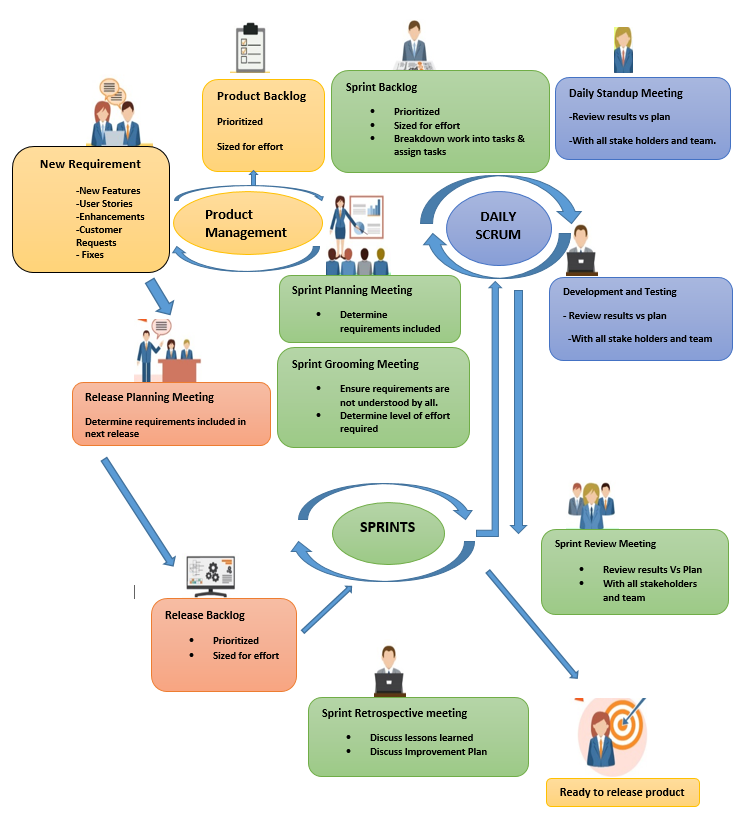 Product Backlog
Prioritized
Sized for effort
Sprint Backlog
• Prioritized
• Sized for effort
• Breakdown work into tasks &
assign tasks
Daily Standup Meeting
-Review results vs plan
-With all stake holders and team.
New Requirement
-New Features
-User Stories
-Enhancements
-Customer
Requests
- Fixes
Product
Management
DAILY
SCRUM
Sprint Planning Meeting
• Determine
requirements included
Development and Testing
- Review results vs plan
-With all stake holders and team
Sprint Grooming Meeting
• Ensure requirements are
not understood by all.
• Determine level of effort
required
Release Planning Meeting
Determine requirements included in
next release
SPRINTS
Sprint Review Meeting
• Review results Vs Plan
• With all stakeholders
and team
Release Backlog
• Prioritized
• Sized for effort
Sprint Retrospective meeting
• Discuss lessons learned
• Discuss Improvement Plan
Ready to release product